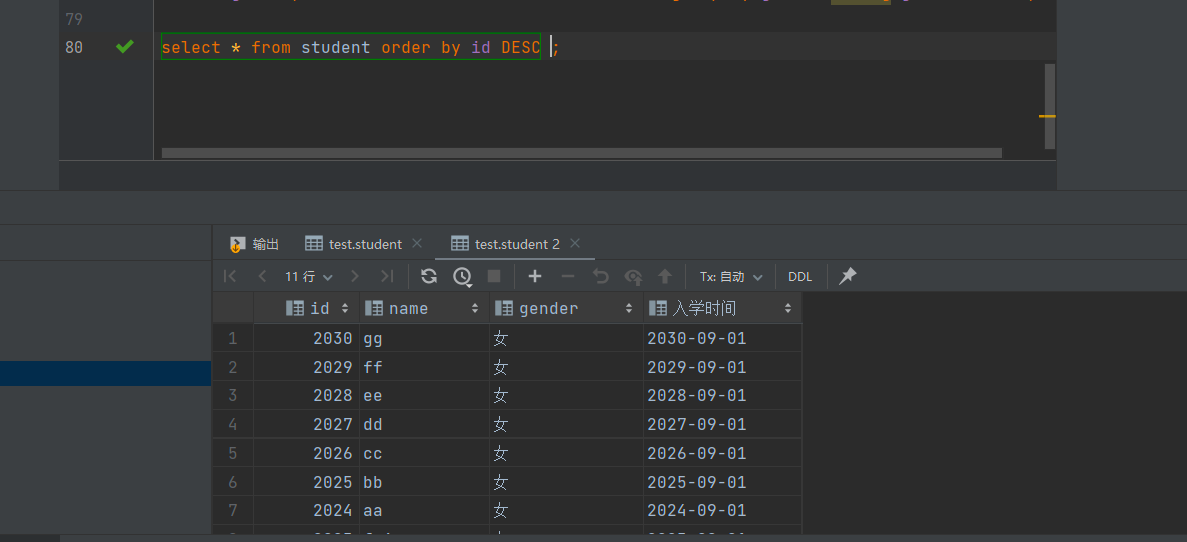 79
80 select * from student order by id DESC ;
输出 test.student test.student 2
11 行 Tx: 自动 DDL
id name gender 入学时间
1 2030 gg 女 2030-09-01
2 2029 ff 女 2029-09-01
3 2028 ee 女 2028-09-01
4 2027 dd 女 2027-09-01
5 2026 cc 女 2026-09-01
6 2025 bb 女 2025-09-01
7 2024 aa 女 2024-09-01